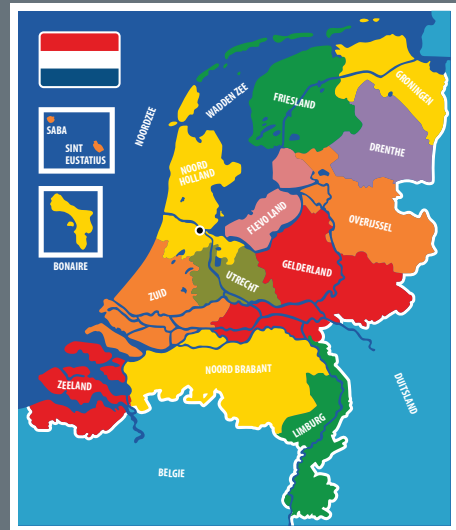 NOORDZEE
WADDEN ZEE
GRONINGEN
FRIESLAND
SABA
SINT
EUSTATIUS
DRENTHE
NOORD
HOLLAND
FLEVO LAND
OVERIJSSEL
BONAIRE
UTRECHT
GELDERLAND
ZUID
NOORD BRABANT
ZEELAND
DUITSLAND
LIMBURG
BELGIE